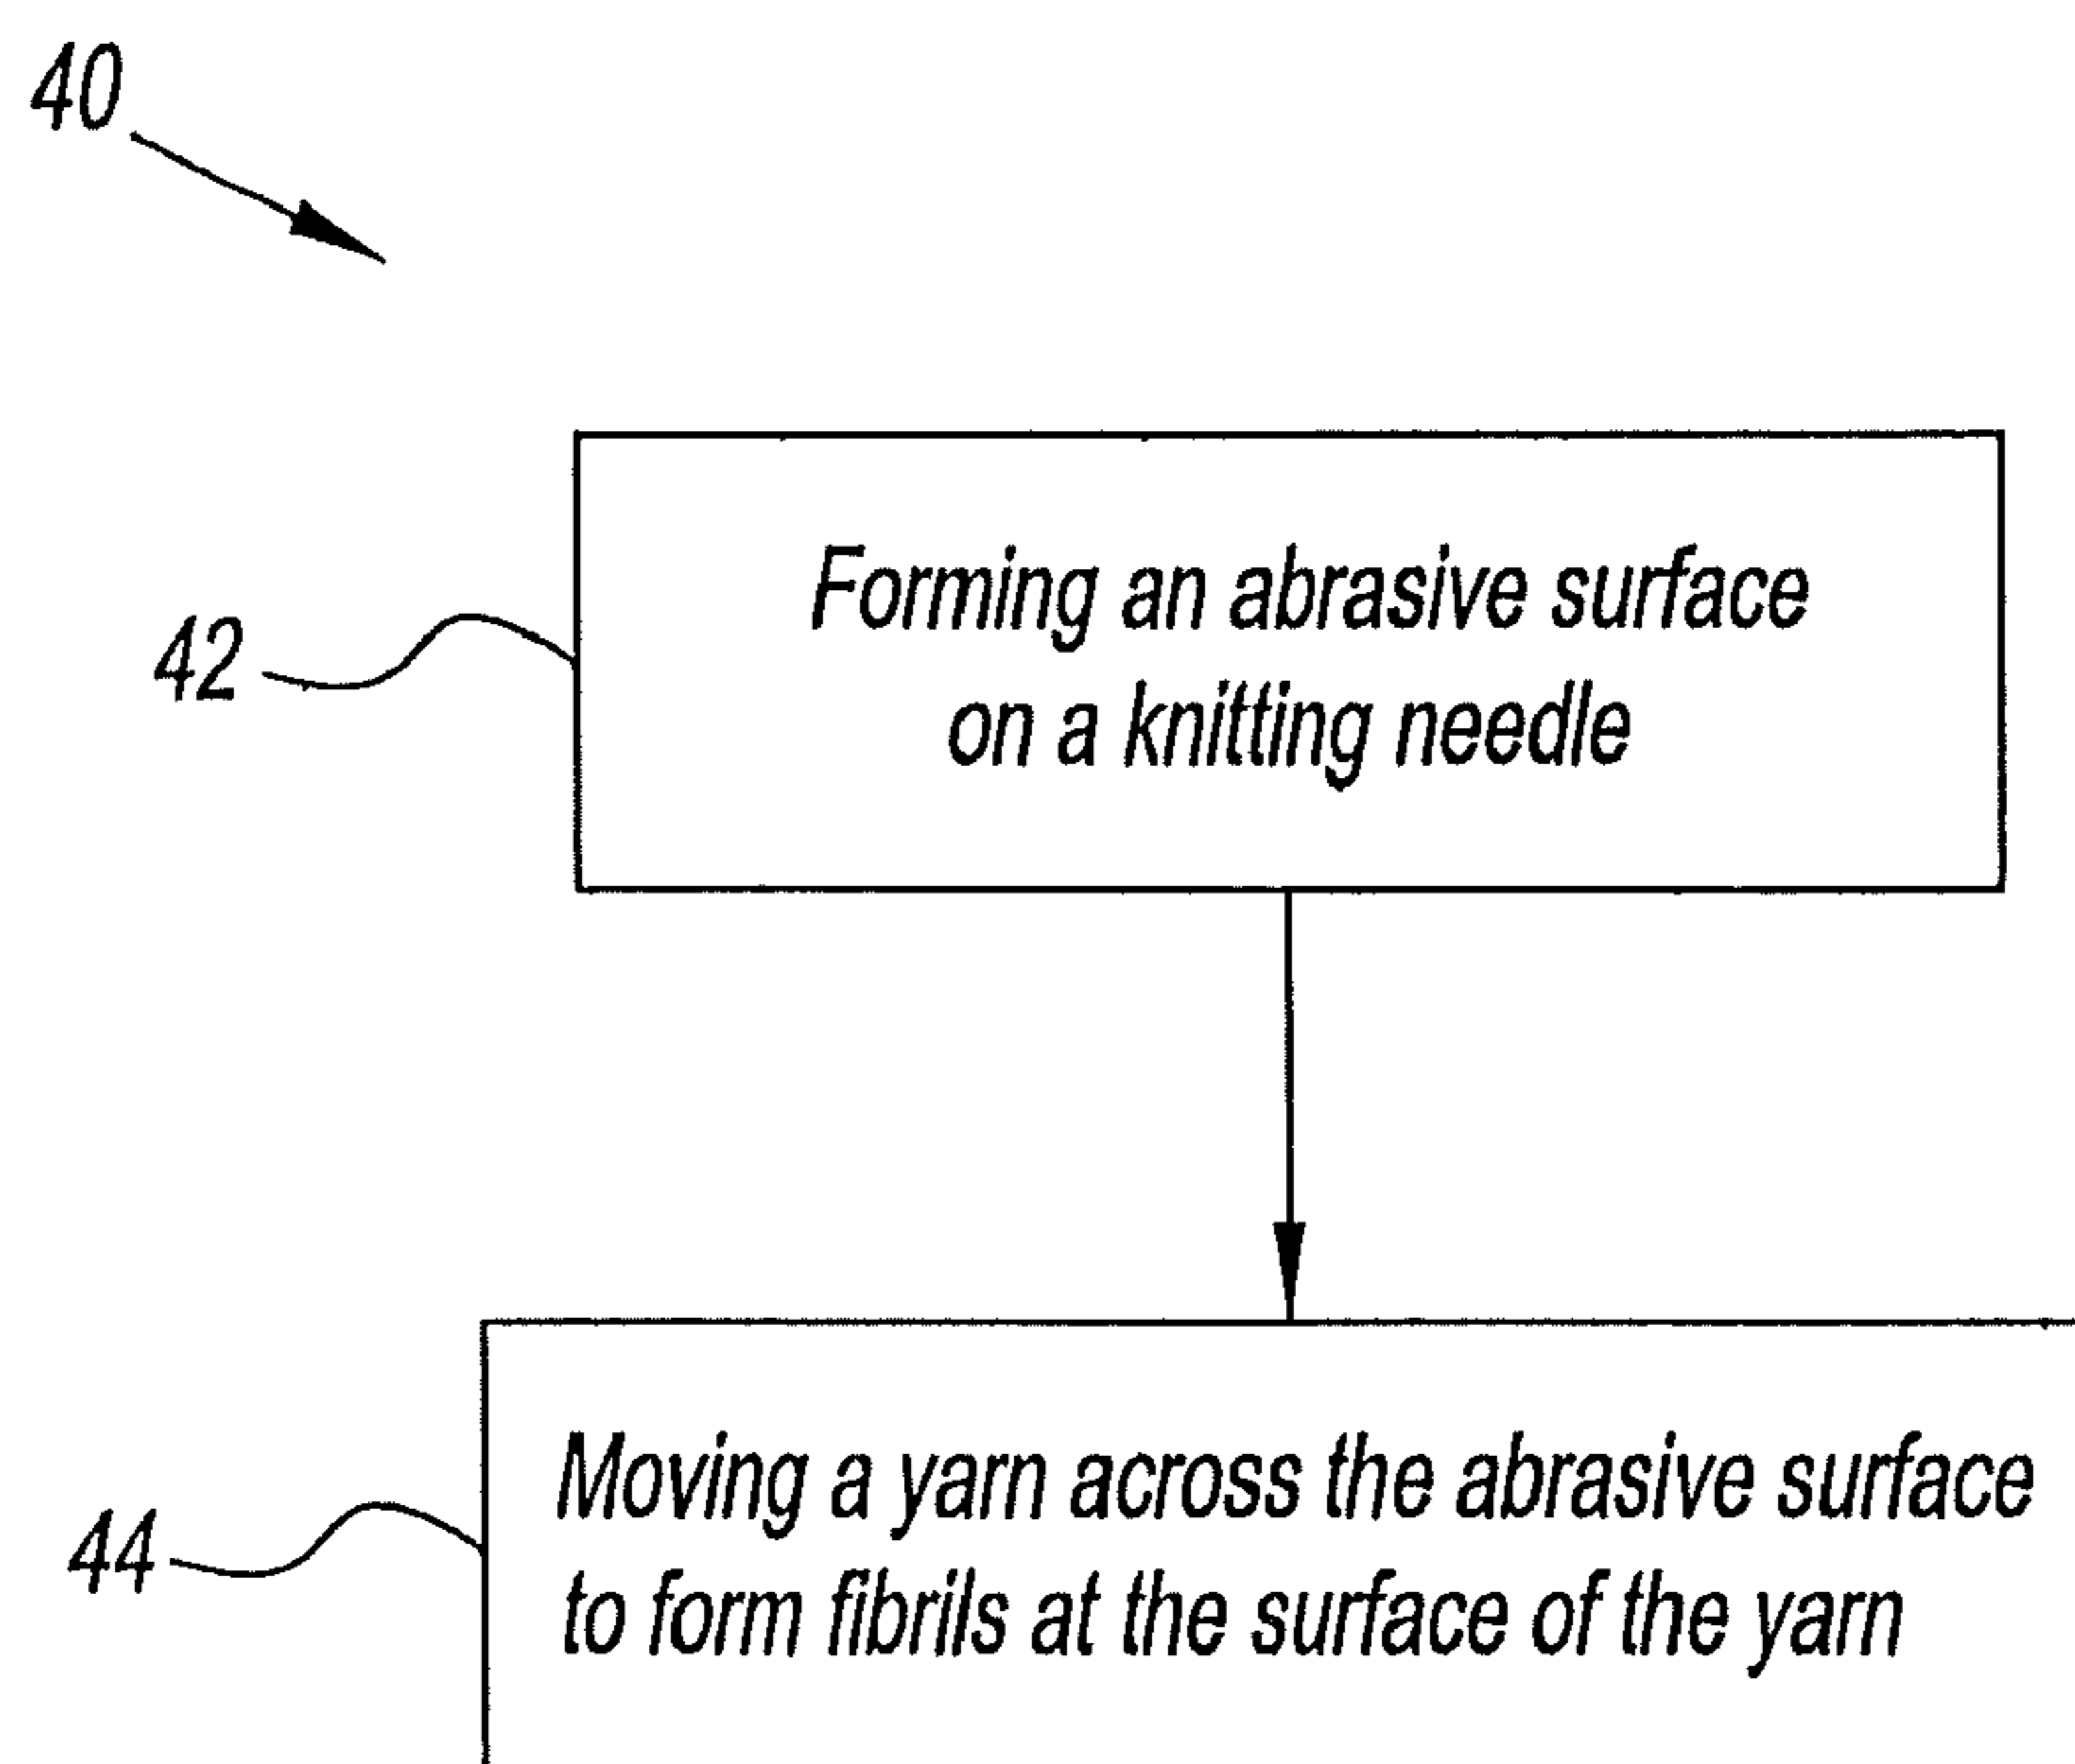 40
42
Forming an abrasive surface
on a knitting needle
44
Moving a yarn across the abrasive surface
to form fibrils at the surface of the yarn